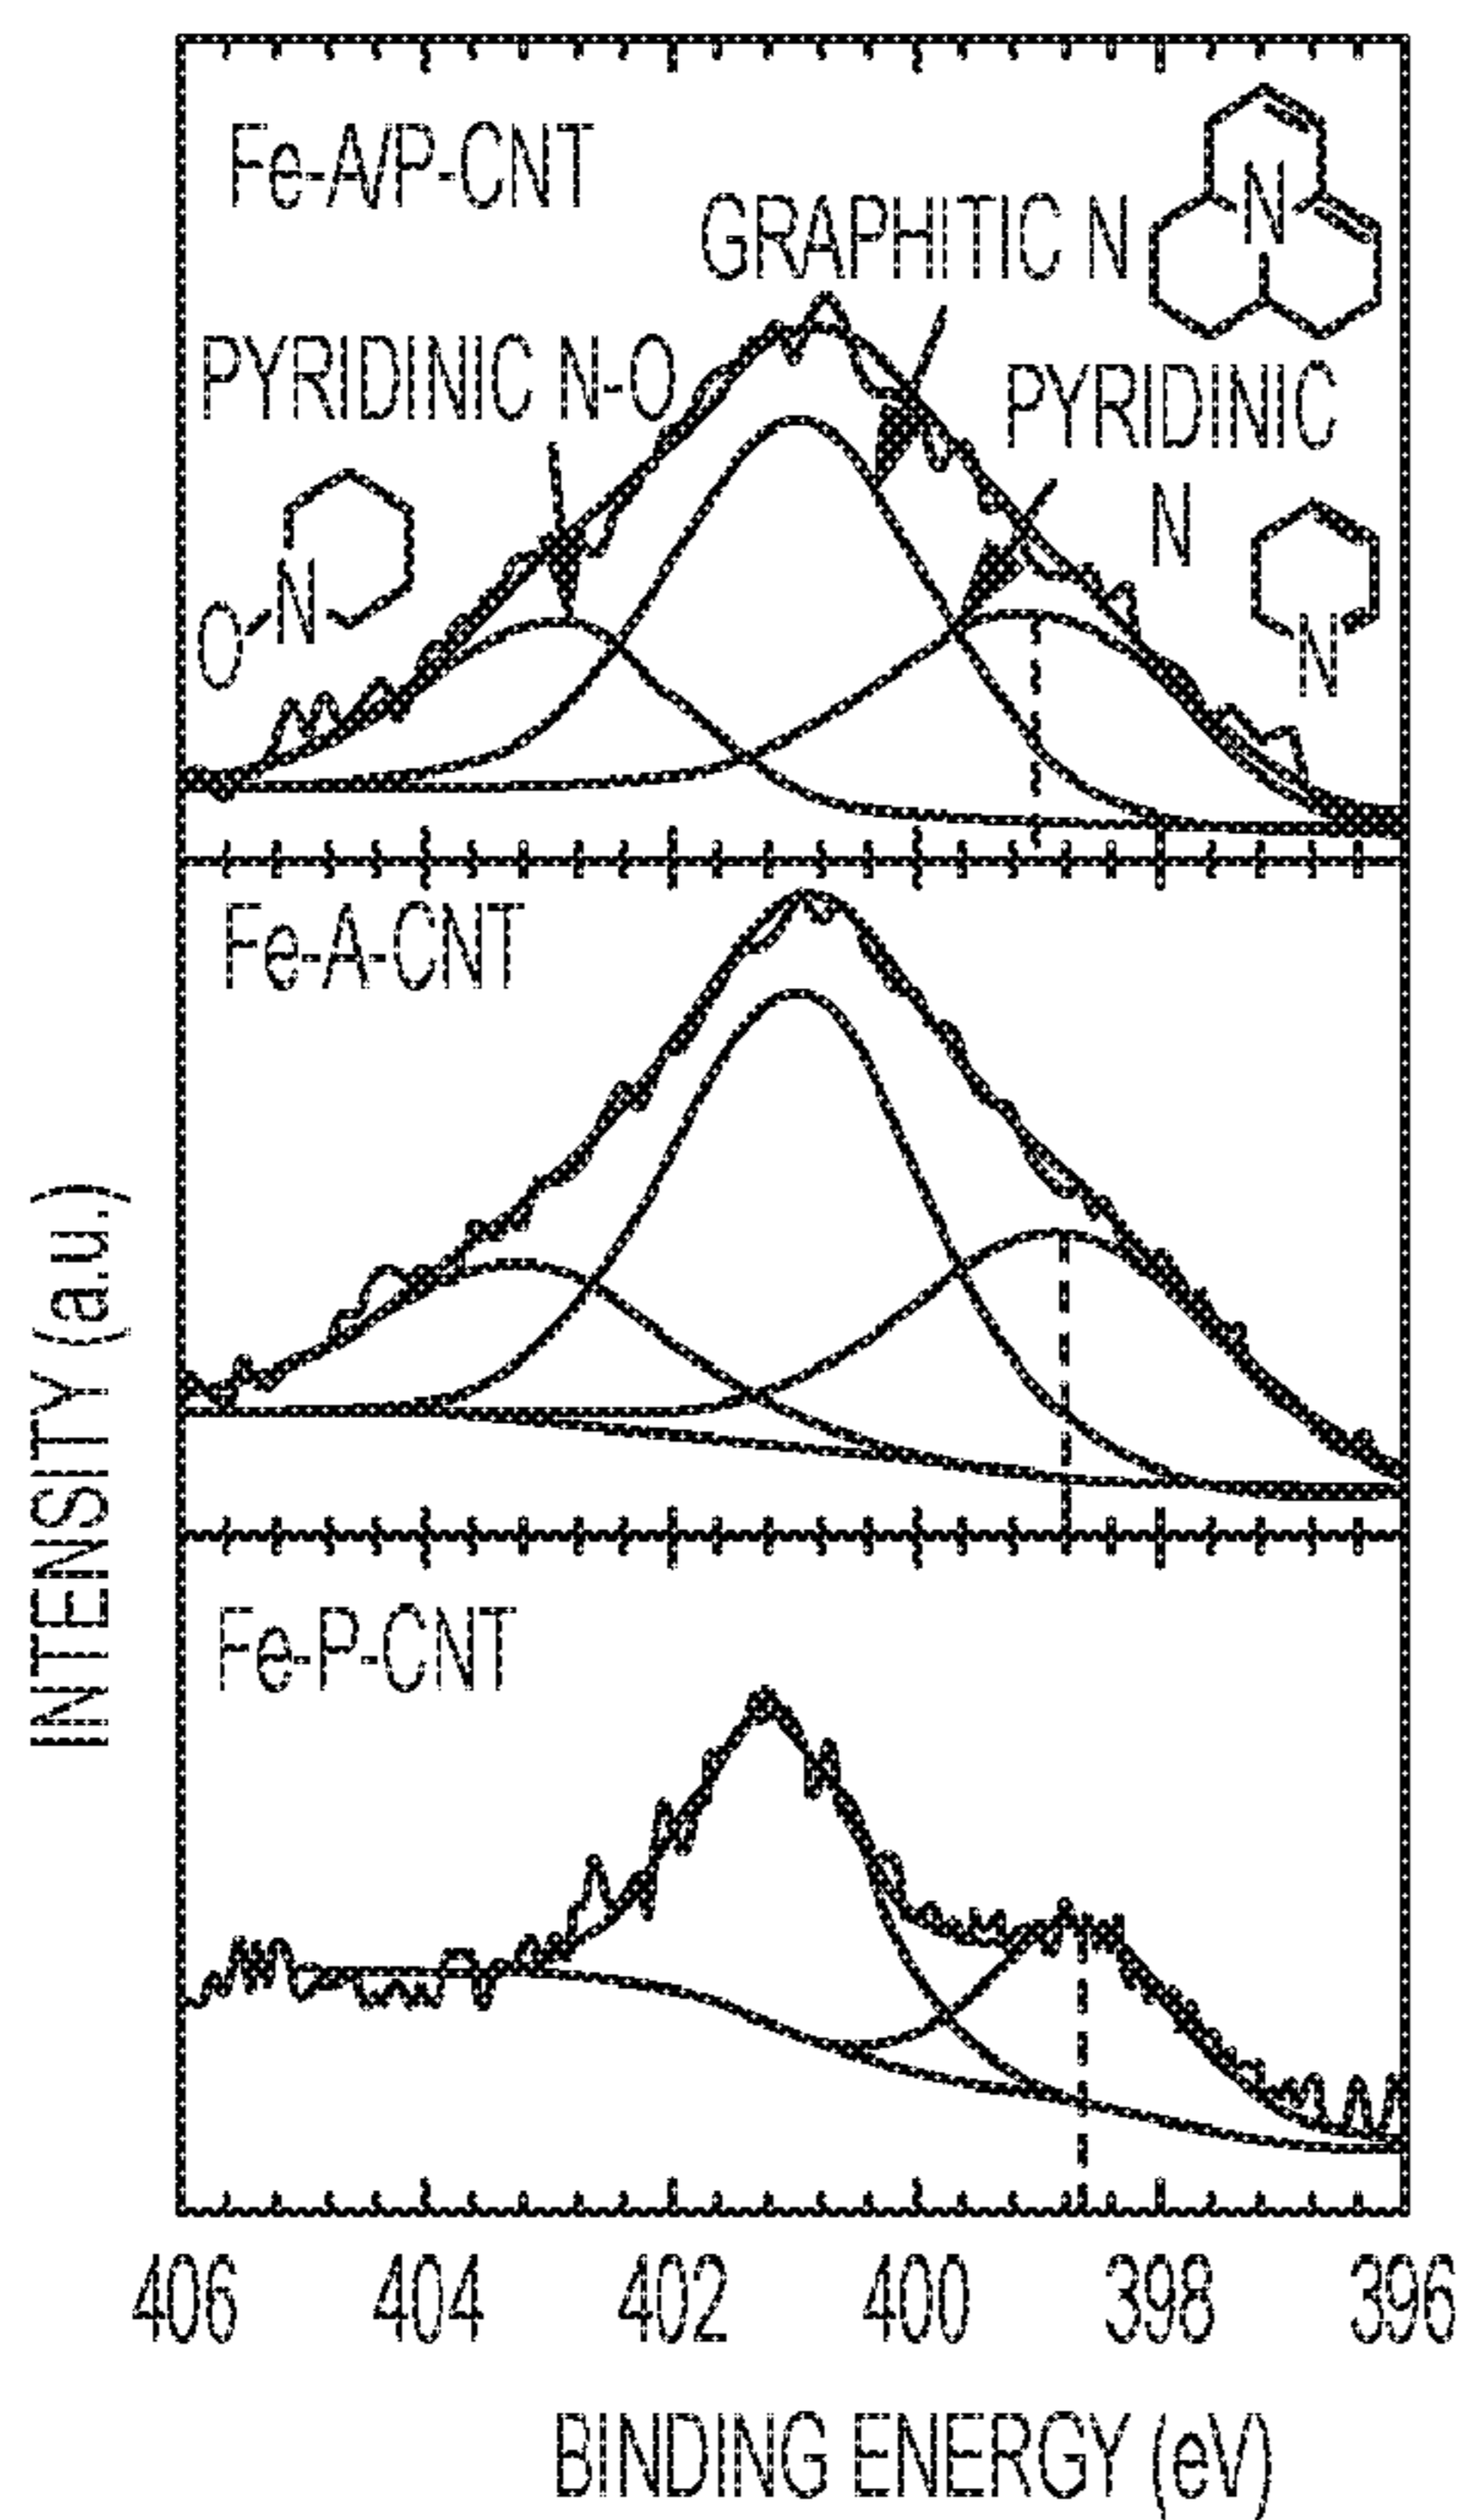 Fe-A/P-CNT
GRAPHITIC N
N
PYRIDINIC N-O
PYRIDINIC
N
N
O
N
Fe-A-CNT
INTENSITY (a.u.)
Fe-P-CNT
406 404 402 400 398 396
BINDING ENERGY (eV)